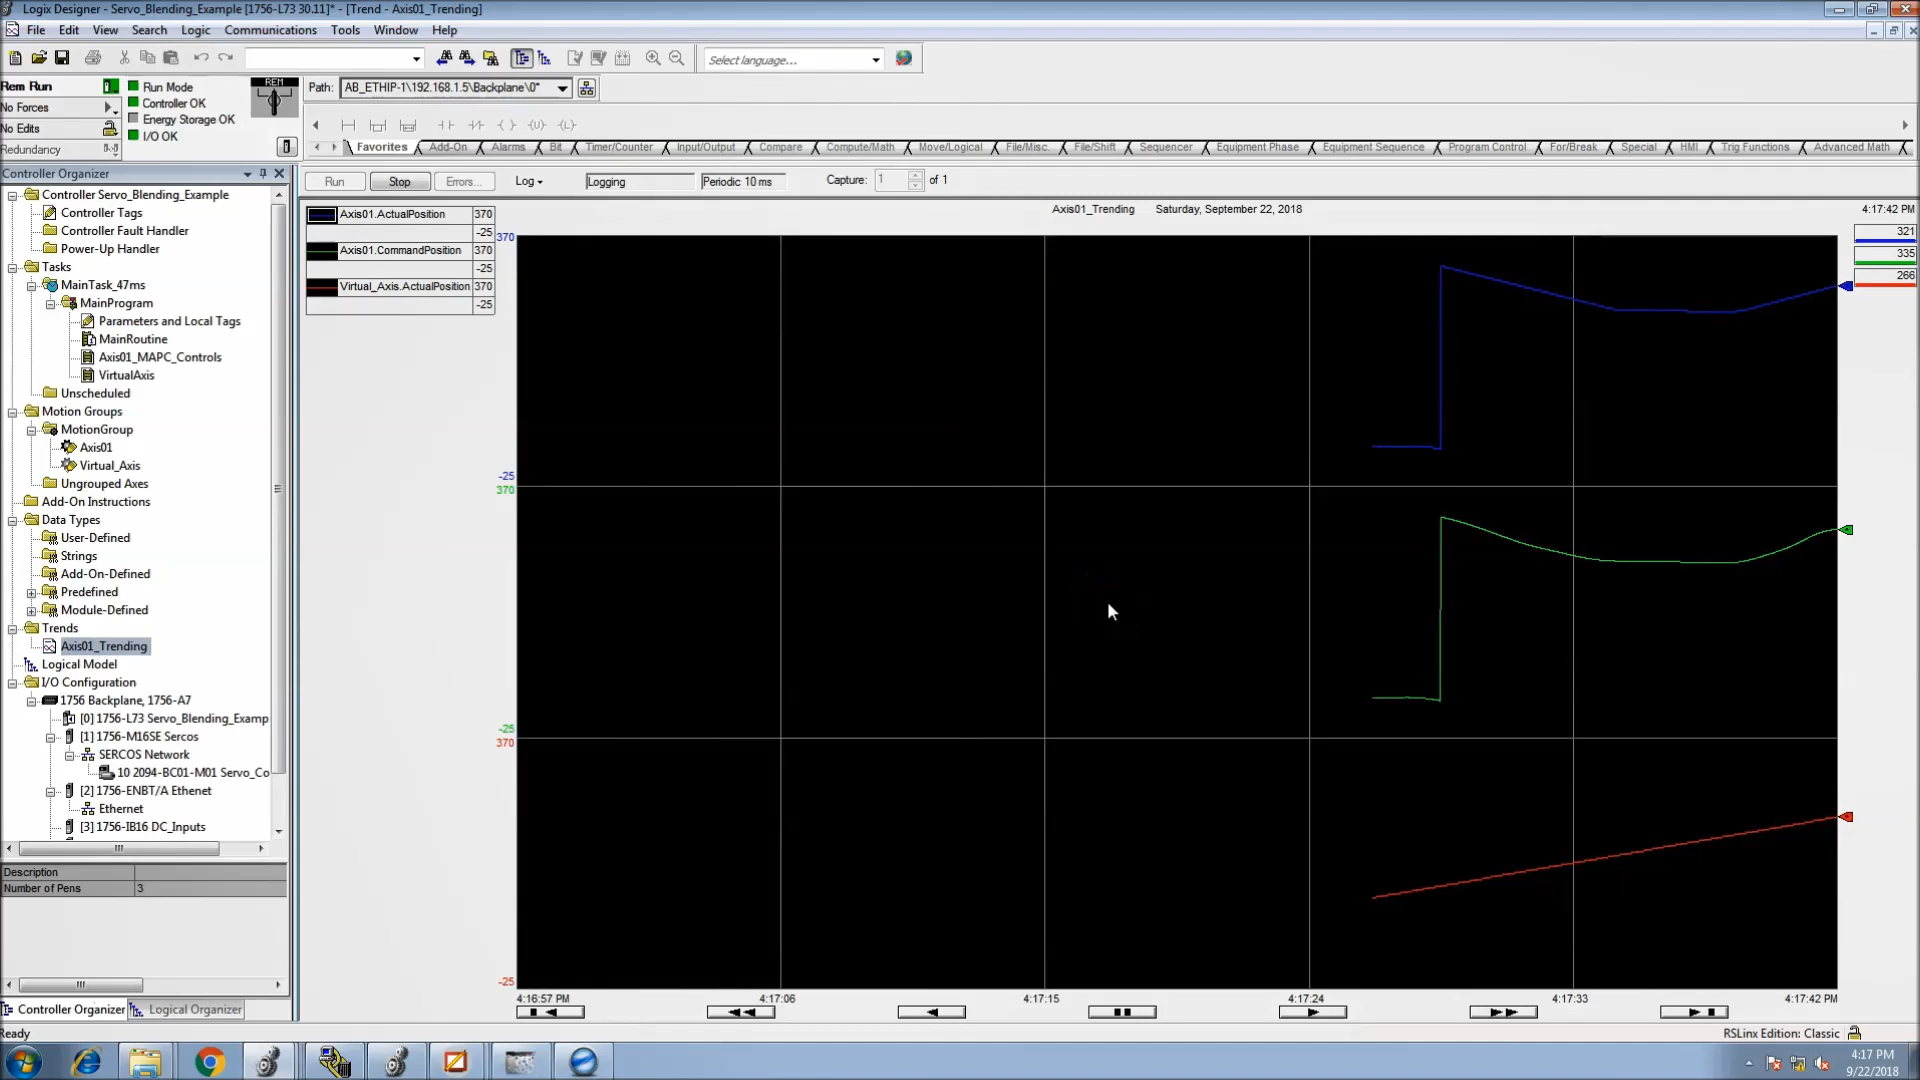 Logix Designer - Servo_Blending_Example [1756-L73 30.11]* - [Trend - Axis01_Trending]
File Edit View Search Logic Communications Tools Window Help
Select language...
Rem Run
Run Mode
REM
Path: AB_ETHIP-1\192.168.1.5\Backplane\0*
No Forces
Controller OK
Energy Storage OK
No Edits
I/O OK
Redundancy
Favorites Add-On Alarms Bit Timer/Counter Input/Output Compare Compute/Math Move/Logical File/Misc. File/Shift Sequencer Equipment Phase Equipment Sequence Program Control For/Break Special HMI Trig Functions Advanced Math
Controller Organizer
Run Stop Errors... Log Logging Periodic 10 ms Capture: 1 of 1
Controller Servo_Blending_Example
Controller Tags
Controller Fault Handler
Power-Up Handler
Tasks
MainTask_47ms
MainProgram
Parameters and Local Tags
MainRoutine
Axis01_MAPC_Controls
VirtualAxis
Unscheduled
Motion Groups
MotionGroup
Axis01
Virtual_Axis
Ungrouped Axes
Add-On Instructions
Data Types
User-Defined
Strings
Add-On-Defined
Predefined
Module-Defined
Trends
Axis01_Trending
Logical Model
I/O Configuration
1756 Backplane, 1756-A7
[0] 1756-L73 Servo_Blending_Examp
[1] 1756-M16SE Sercos
SERCOS Network
10 2094-BC01-M01 Servo_Co
[2] 1756-ENBT/A Ethenet
Ethernet
[3] 1756-IB16 DC_Inputs
Description
Number of Pens 3
Controller Organizer Logical Organizer
Ready
Axis01_Trending Saturday, September 22, 2018
4:17:42 PM
Axis01.ActualPosition 370
-25
Axis01.CommandPosition 370
-25
Virtual_Axis.ActualPosition 370
-25
321
335
266
370
-25
370
-25
370
-25
4:16:57 PM 4:17:06 4:17:15 4:17:24 4:17:33 4:17:42 PM
RSLinx Edition: Classic
4:17 PM
9/22/2018